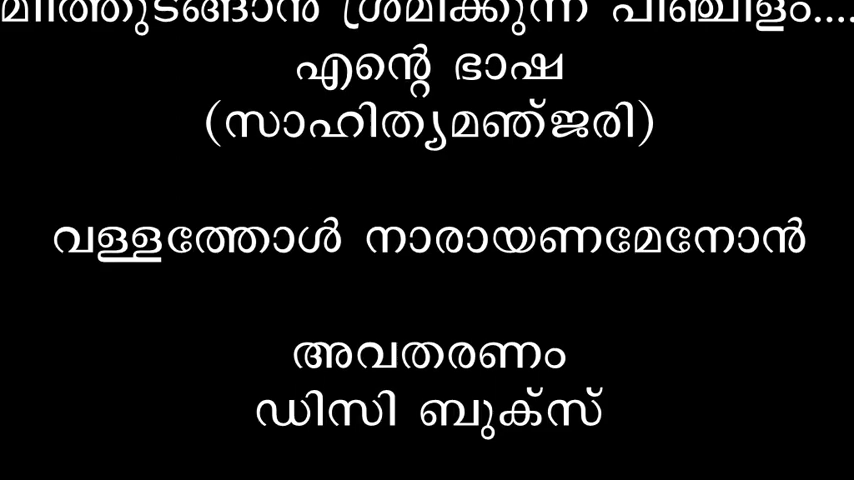 മിണ്ടിത്തുടങ്ങാൻ ശ്രമിക്കുന്ന പിഞ്ചിളം....
എന്റെ ഭാഷ
(സാഹിത്യമഞ്ജരി)
വള്ളത്തോൾ നാരായണമേനോൻ
അവതരണം
ഡിസി ബുക്സ്